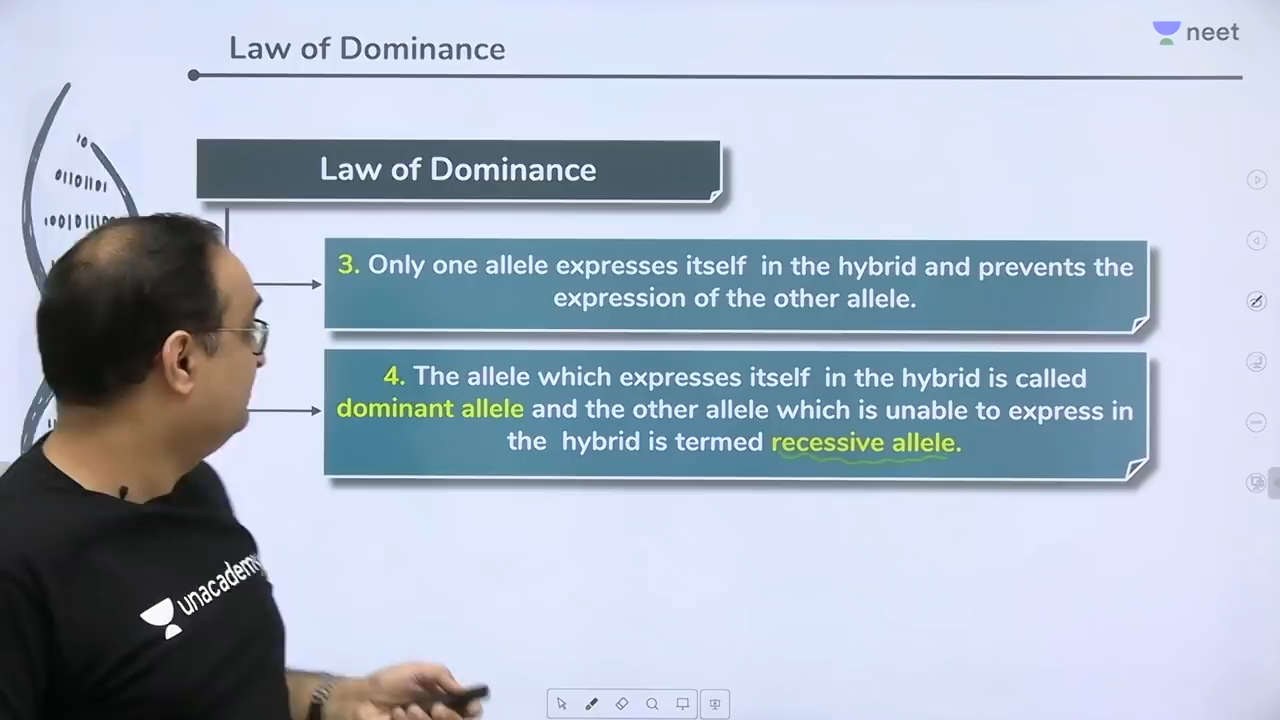 Law of Dominance
neet
Law of Dominance
3. Only one allele expresses itself in the hybrid and prevents the
expression of the other allele.
4. The allele which expresses itself in the hybrid is called
dominant allele and the other allele which is unable to express in
the hybrid is termed recessive allele.
unacademy